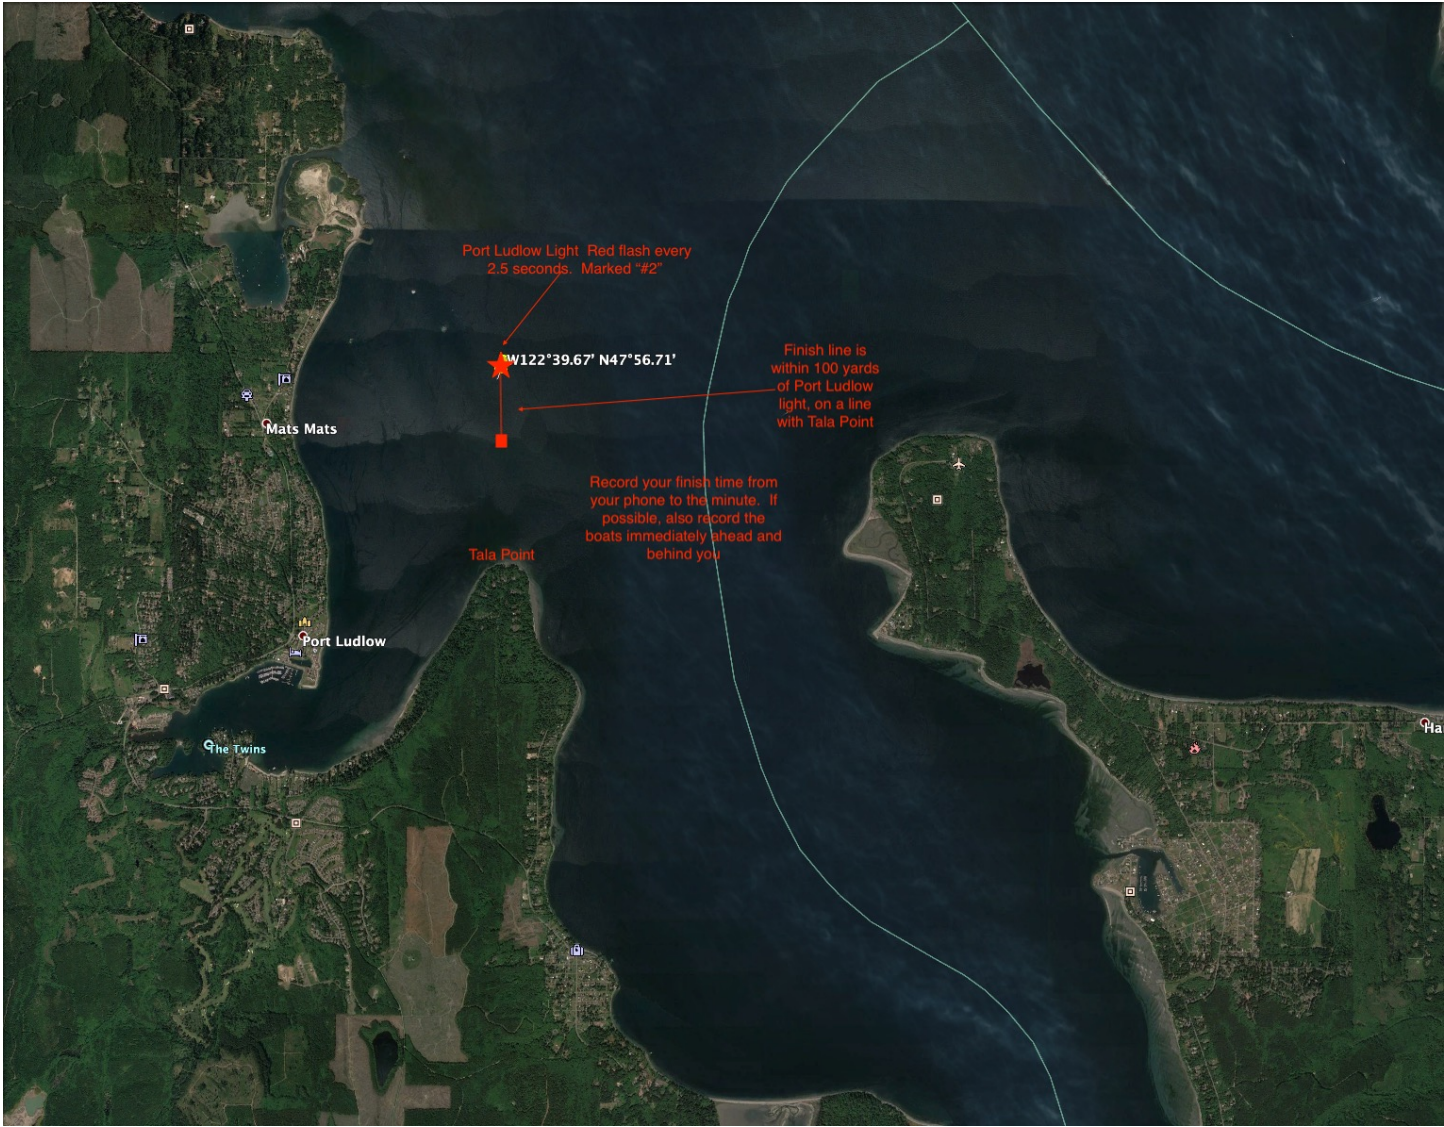 Port Ludlow Light  Red flash every
2.5 seconds.  Marked “#2”
W122°39.67' N47°56.71'
Finish line is
within 100 yards
of Port Ludlow
light, on a line
with Tala Point
Mats Mats
Record your finish time from
your phone to the minute.  If
possible, also record the
boats immediately ahead and
behind you
Tala Point
Port Ludlow
The Twins
Ha